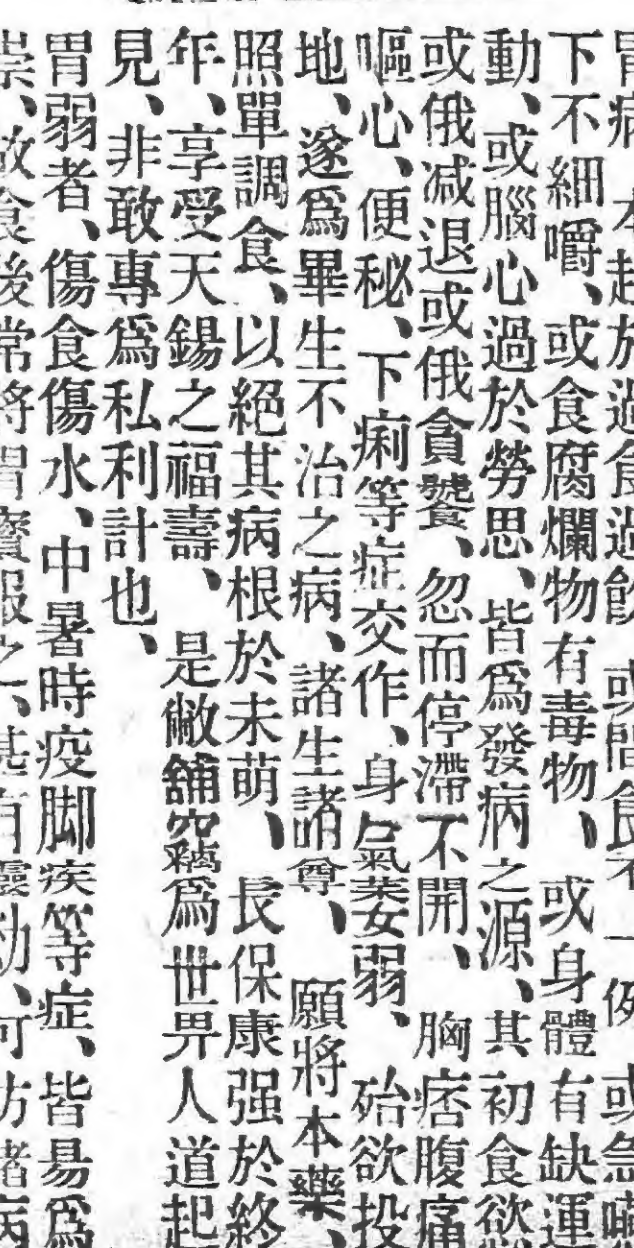 胃病、本起於過食過飲、或間食不一例、或急嚥
下不細嚼、或食腐爛物有毒物、或身體有缺運
動、或腦心過於勞思、皆爲發病之源、其初食慾
或俄減退或俄貪饕、忽而停滯不開、胸痞腹痛
嘔心、便秘、下痢等症交作、身氣萎弱、殆欲投
地、遂爲畢生不治之病、諸生諸尊、願將本藥、
照單調食、以絕其病根於未萌、長保康强於終
年、享受天錫之福壽、是敝舖竊爲世界人道起
見、非敢專爲私利計也、
胃弱者、傷食傷水、中暑時疫脚疾等症、皆易爲
祟、故食後常將胃寳服之、甚有靈効、可防諸病